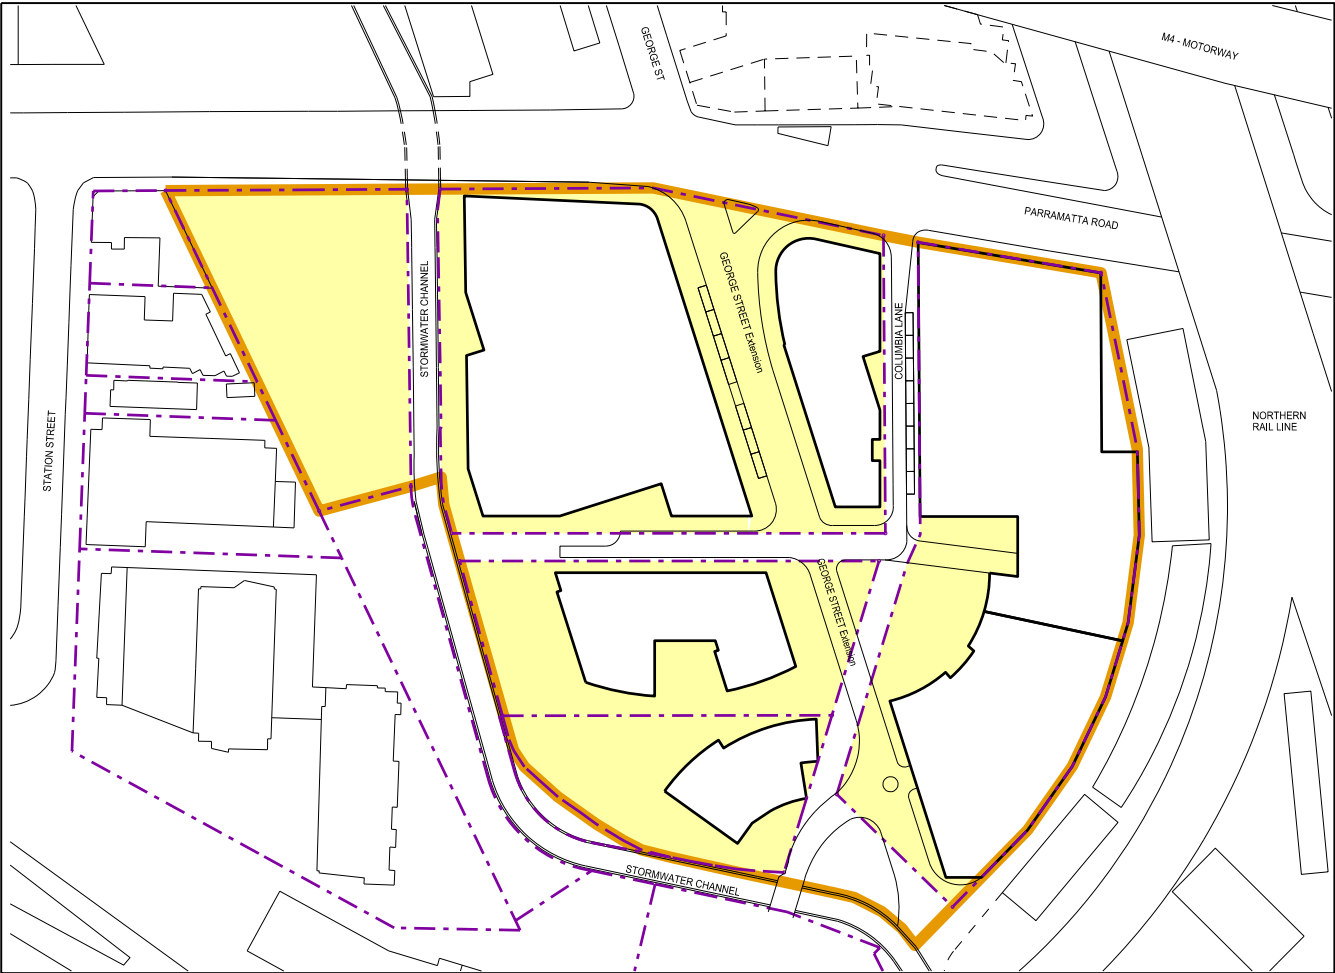 GEORGE ST
M4 - MOTORWAY
PARRAMATTA ROAD
STORMWATER CHANNEL
GEORGE STREET Extension
COLUMBIA LANE
NORTHERN
RAIL LINE
STATION STREET
GEORGE STREET Extension
STORMWATER CHANNEL